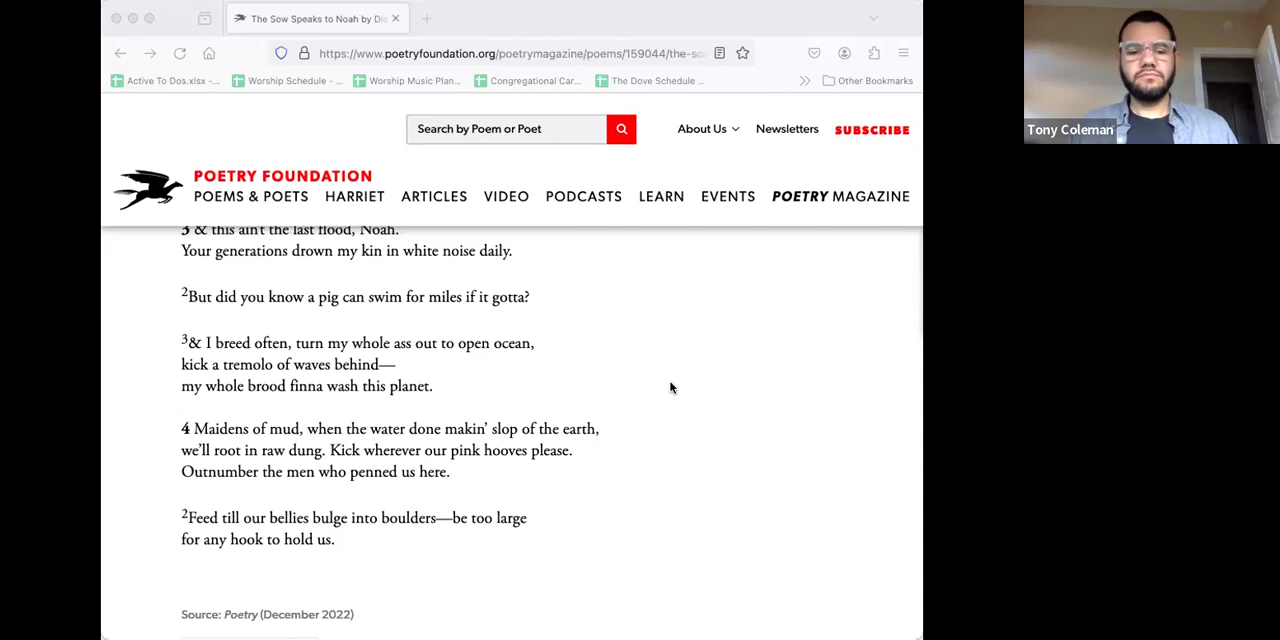 The Sow Speaks to Noah by Dia
https://www.poetryfoundation.org/poetrymagazine/poems/159044/the-so
Active To Dos.xlsx -...
Worship Schedule - ...
Worship Music Plan...
Congregational Car...
The Dove Schedule ...
Other Bookmarks
Search by Poem or Poet
About Us
Newsletters
SUBSCRIBE
POETRY FOUNDATION
POEMS & POETS HARRIET ARTICLES VIDEO PODCASTS LEARN EVENTS POETRY MAGAZINE
3 & this ain't the last flood, Noah.
Your generations drown my kin in white noise daily.
2But did you know a pig can swim for miles if it gotta?
3& I breed often, turn my whole ass out to open ocean,
kick a tremolo of waves behind—
my whole brood finna wash this planet.
4 Maidens of mud, when the water done makin' slop of the earth,
we'll root in raw dung. Kick wherever our pink hooves please.
Outnumber the men who penned us here.
2Feed till our bellies bulge into boulders—be too large
for any hook to hold us.
Source: Poetry (December 2022)
Tony Coleman